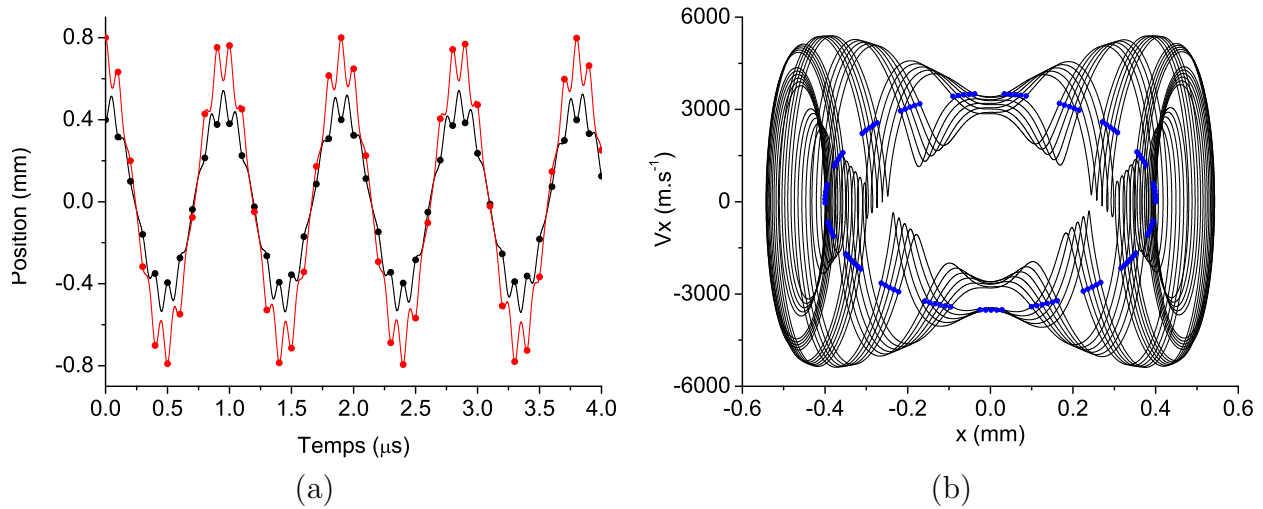 0.8
0.4
0.0
-0.4
-0.8
Position (mm)
0.0 0.5 1.0 1.5 2.0 2.5 3.0 3.5 4.0
Temps (μs)
(a)
6000
3000
0
-3000
-6000
Vx (m.s⁻¹)
-0.6 -0.4 -0.2 0.0 0.2 0.4 0.6
x (mm)
(b)